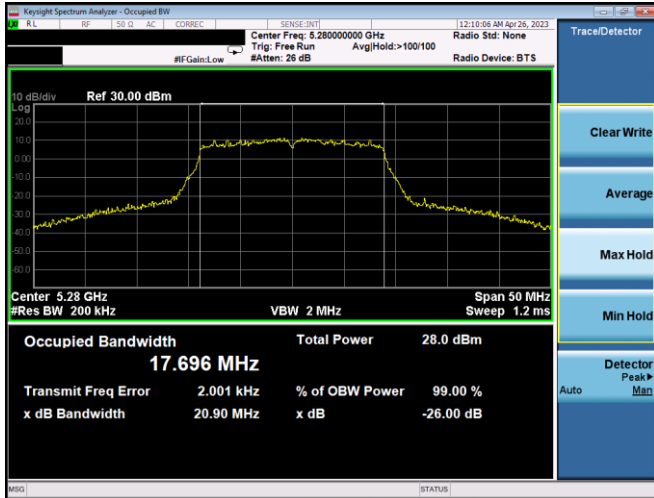 Keysight Spectrum Analyzer - Occupied BW
LXI RL RF 50 Ω AC CORREC SENSE:INT 12:10:06 AM Apr 26, 2023
Center Freq: 5.280000000 GHz Radio Std: None
Trig: Free Run Avg|Hold:>100/100
#IFGain:Low #Atten: 26 dB Radio Device: BTS
Trace/Detector
10 dB/div Ref 30.00 dBm
Log
20.0
10.0
0.00
-10.0
-20.0
-30.0
-40.0
-50.0
-60.0
Center 5.28 GHz Span 50 MHz
#Res BW 200 kHz VBW 2 MHz Sweep 1.2 ms
Occupied Bandwidth Total Power 28.0 dBm
17.696 MHz
Transmit Freq Error 2.001 kHz % of OBW Power 99.00 %
x dB Bandwidth 20.90 MHz x dB -26.00 dB
Clear Write
Average
Max Hold
Min Hold
Detector
Peak▶
Auto Man
MSG STATUS